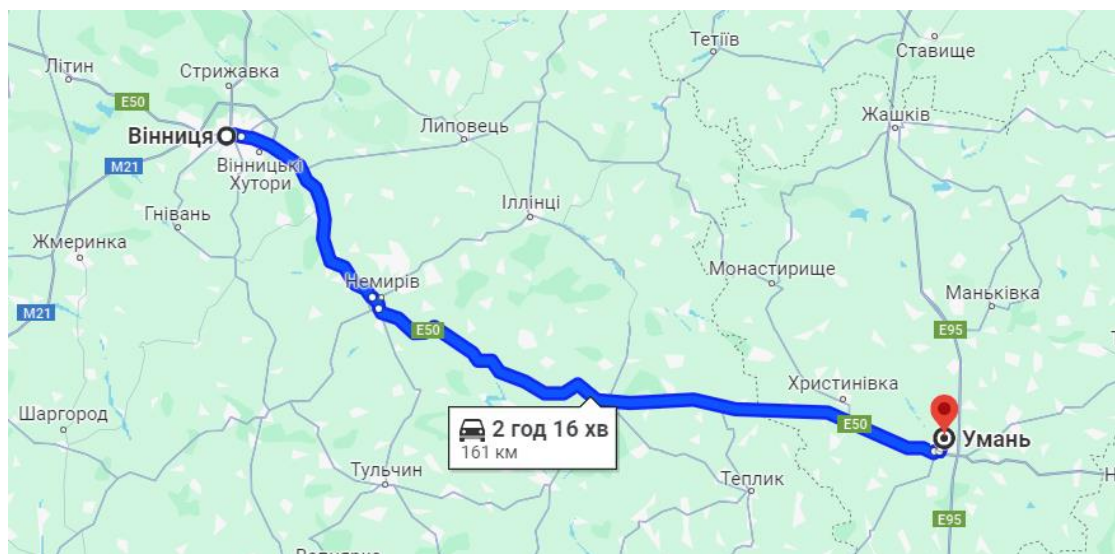 Тетіїв
Ставище
Літин
Стрижавка
E50
Жашків
Вінниця
Липовець
Вінницькі
Хутори
M21
Іллінці
Гнівань
Жмеринка
Монастирище
Немирів
Маньківка
M21
E50
E95
Христинівка
Шаргород
E50
2 год 16 хв
161 км
Умань
Тульчин
Теплик
E95